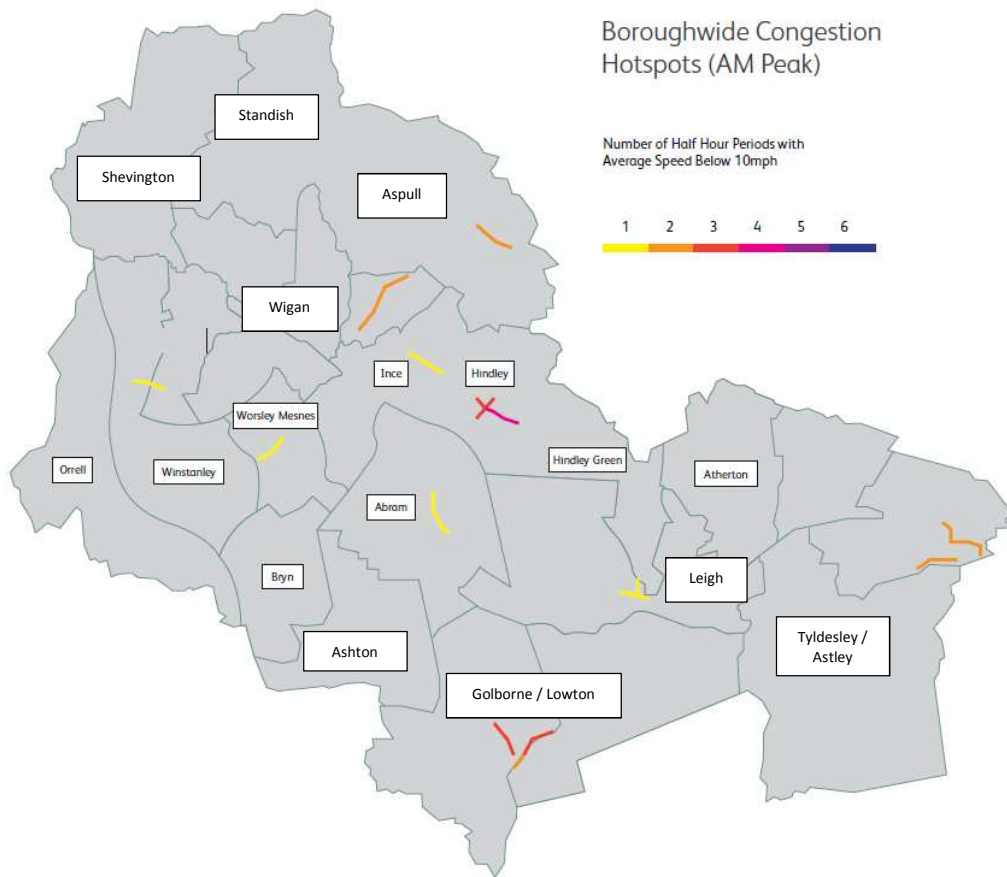 Boroughwide Congestion
Hotspots (AM Peak)
Number of Half Hour Periods with
Average Speed Below 10mph
1 2 3 4 5 6
Standish
Shevington
Aspull
Wigan
Ince
Hindley
Worsley Mesnes
Orrell
Winstanley
Hindley Green
Atherton
Abram
Bryn
Leigh
Ashton
Tyldesley /
Astley
Golborne / Lowton